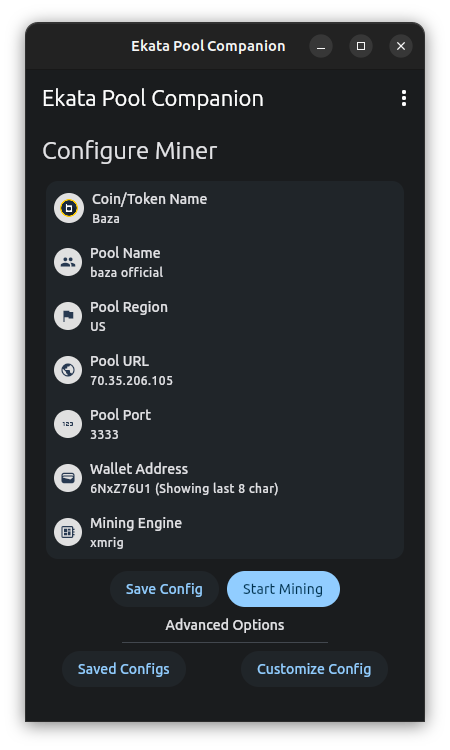 Ekata Pool Companion
Ekata Pool Companion
Configure Miner
Coin/Token Name
Baza
Pool Name
baza official
Pool Region
US
Pool URL
70.35.206.105
Pool Port
123
3333
Wallet Address
6NxZ76U1 (Showing last 8 char)
Mining Engine
xmrig
Save Config
Start Mining
Advanced Options
Saved Configs
Customize Config